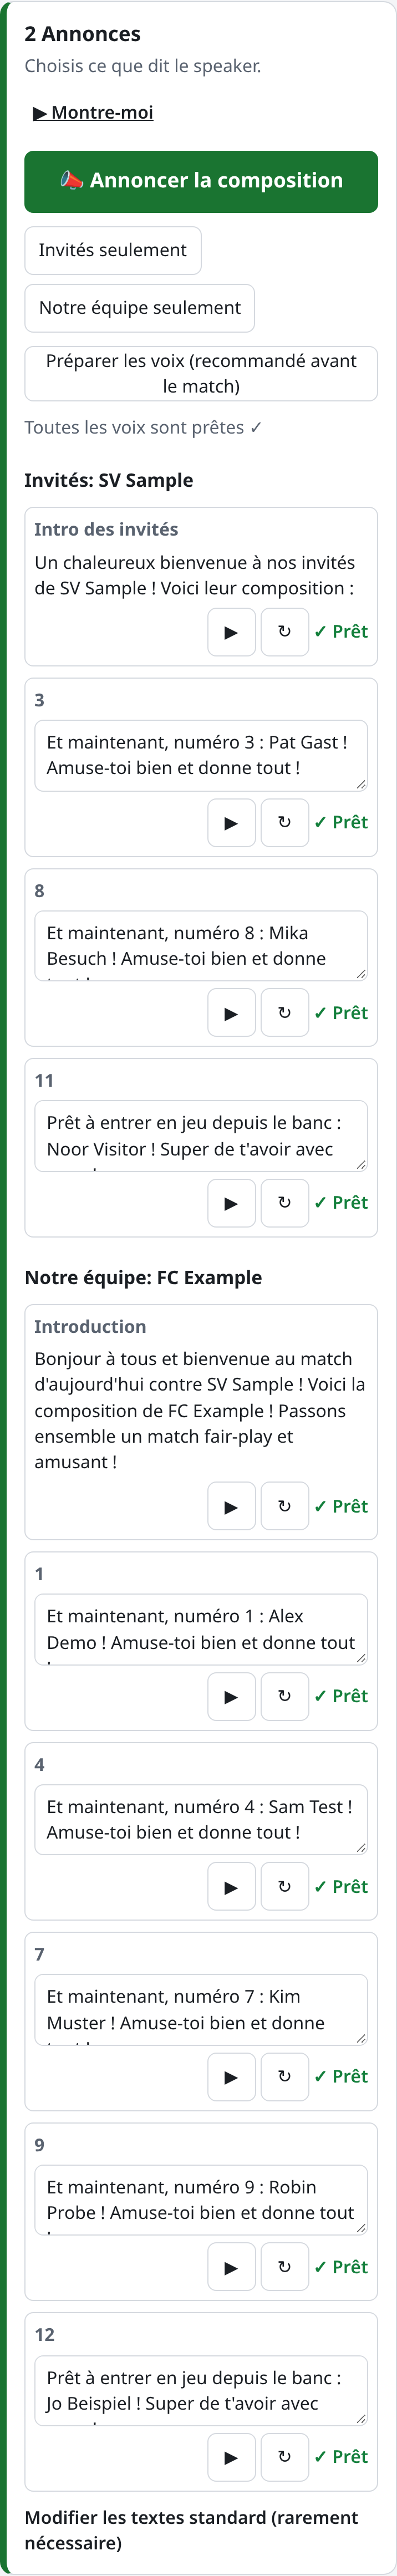 2 Annonces
Choisis ce que dit le speaker.
▶ Montre-moi
📣 Annoncer la composition
Invités seulement
Notre équipe seulement
Préparer les voix (recommandé avant
le match)
Toutes les voix sont prêtes ✓
Invités: SV Sample
Intro des invités
Un chaleureux bienvenue à nos invités
de SV Sample ! Voici leur composition :
▶ ↻ ✓ Prêt
3
Et maintenant, numéro 3 : Pat Gast !
Amuse-toi bien et donne tout !
▶ ↻ ✓ Prêt
8
Et maintenant, numéro 8 : Mika
Besuch ! Amuse-toi bien et donne
▶ ↻ ✓ Prêt
11
Prêt à entrer en jeu depuis le banc :
Noor Visitor ! Super de t'avoir avec
▶ ↻ ✓ Prêt
Notre équipe: FC Example
Introduction
Bonjour à tous et bienvenue au match
d'aujourd'hui contre SV Sample ! Voici la
composition de FC Example ! Passons
ensemble un match fair-play et
amusant !
▶ ↻ ✓ Prêt
1
Et maintenant, numéro 1 : Alex
Demo ! Amuse-toi bien et donne tout
▶ ↻ ✓ Prêt
4
Et maintenant, numéro 4 : Sam Test !
Amuse-toi bien et donne tout !
▶ ↻ ✓ Prêt
7
Et maintenant, numéro 7 : Kim
Muster ! Amuse-toi bien et donne
▶ ↻ ✓ Prêt
9
Et maintenant, numéro 9 : Robin
Probe ! Amuse-toi bien et donne tout
▶ ↻ ✓ Prêt
12
Prêt à entrer en jeu depuis le banc :
Jo Beispiel ! Super de t'avoir avec
▶ ↻ ✓ Prêt
Modifier les textes standard (rarement
nécessaire)